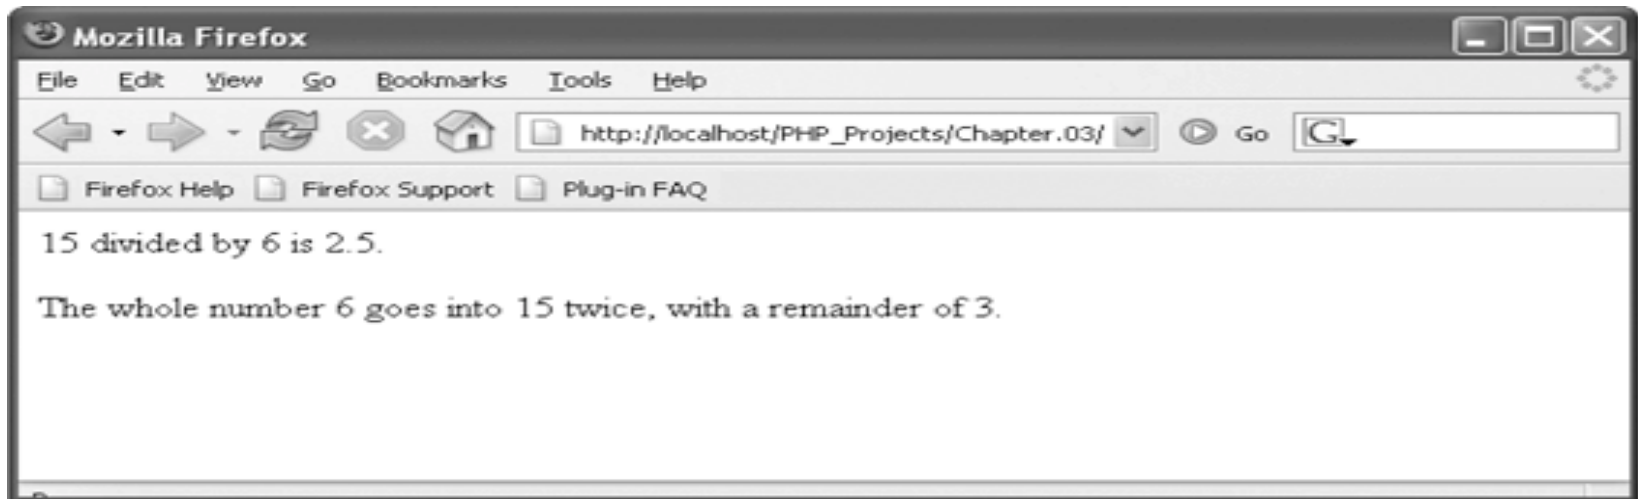 Mozilla Firefox
File Edit View Go Bookmarks Tools Help
http://localhost/PHP_Projects/Chapter.03/ Go G
Firefox Help Firefox Support Plug-in FAQ
15 divided by 6 is 2.5.
The whole number 6 goes into 15 twice, with a remainder of 3.